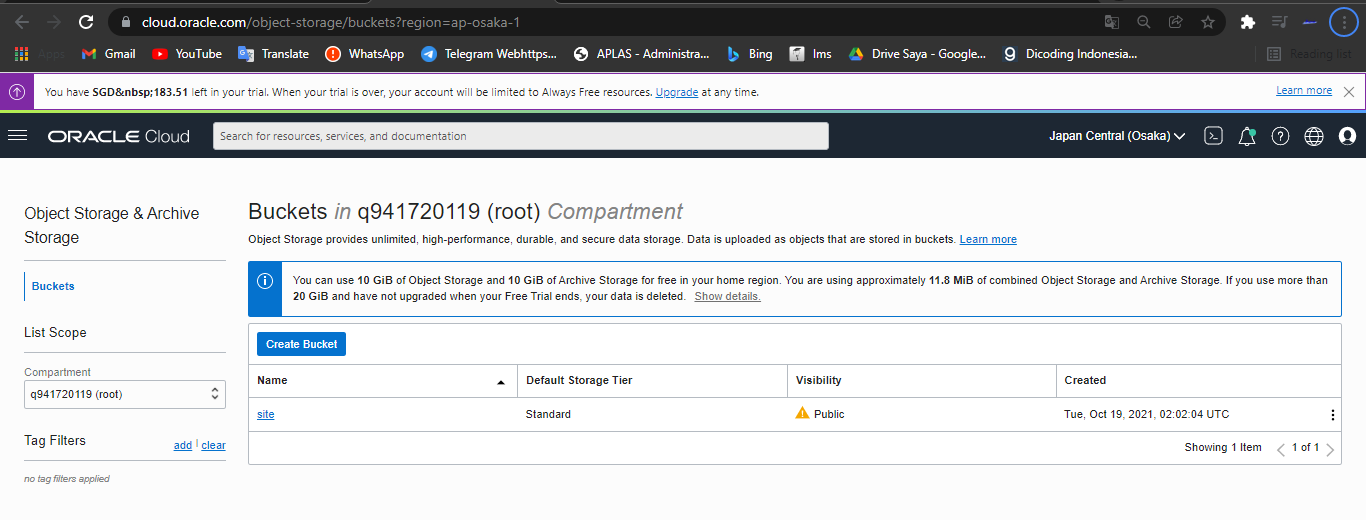 cloud.oracle.com/object-storage/buckets?region=ap-osaka-1
Apps Gmail YouTube Translate WhatsApp Telegram Webhttps... APLAS - Administra... Bing lms Drive Saya - Google... Dicoding Indonesia... Reading list
You have SGD&nbsp;183.51 left in your trial. When your trial is over, your account will be limited to Always Free resources. Upgrade at any time. Learn more
ORACLE Cloud Search for resources, services, and documentation Japan Central (Osaka)
Object Storage & Archive
Storage
Buckets
List Scope
Compartment
q941720119 (root)
Tag Filters add | clear
no tag filters applied
Buckets in q941720119 (root) Compartment
Object Storage provides unlimited, high-performance, durable, and secure data storage. Data is uploaded as objects that are stored in buckets. Learn more
You can use 10 GiB of Object Storage and 10 GiB of Archive Storage for free in your home region. You are using approximately 11.8 MiB of combined Object Storage and Archive Storage. If you use more than
20 GiB and have not upgraded when your Free Trial ends, your data is deleted. Show details.
Create Bucket
Name Default Storage Tier Visibility Created
site Standard Public Tue, Oct 19, 2021, 02:02:04 UTC
Showing 1 Item 1 of 1